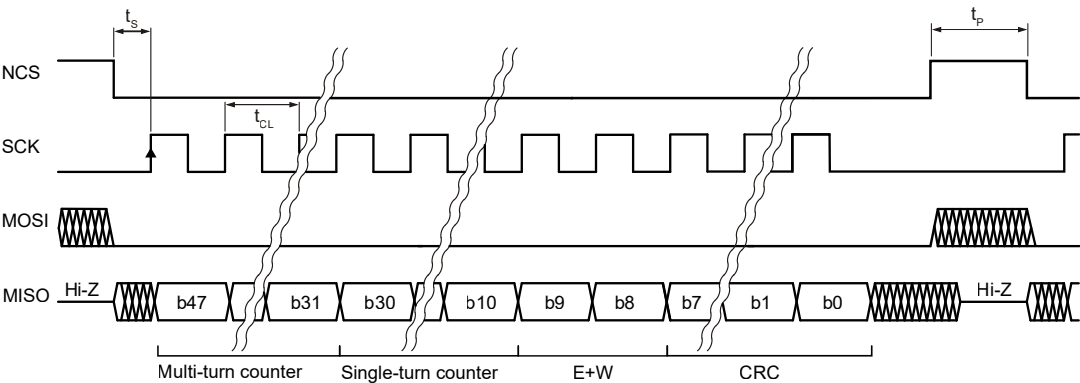 tS
tP
NCS
tCL
SCK
MOSI
MISO Hi-Z b47 b31 b30 b10 b9 b8 b7 b1 b0 Hi-Z
Multi-turn counter Single-turn counter E+W CRC